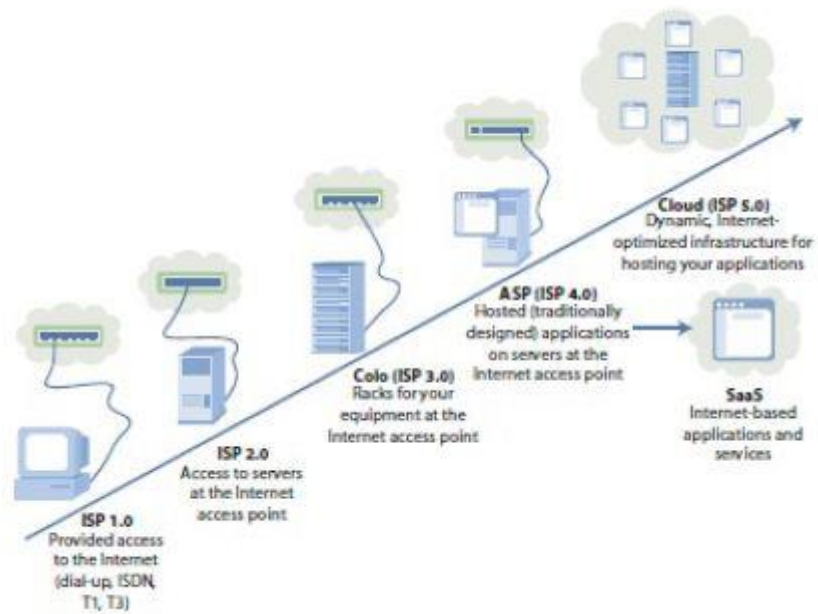 Cloud (ISP 5.0)
Dynamic, Internet-
optimized infrastructure for
hosting your applications
ASP (ISP 4.0)
Hosted (traditionally
designed) applications
on servers at the
Internet access point
SaaS
Internet-based
applications and
services
Colo (ISP 3.0)
Racks for your
equipment at the
Internet access point
ISP 2.0
Access to servers
at the Internet
access point
ISP 1.0
Provided access
to the Internet
(dial-up, ISDN,
T1, T3)